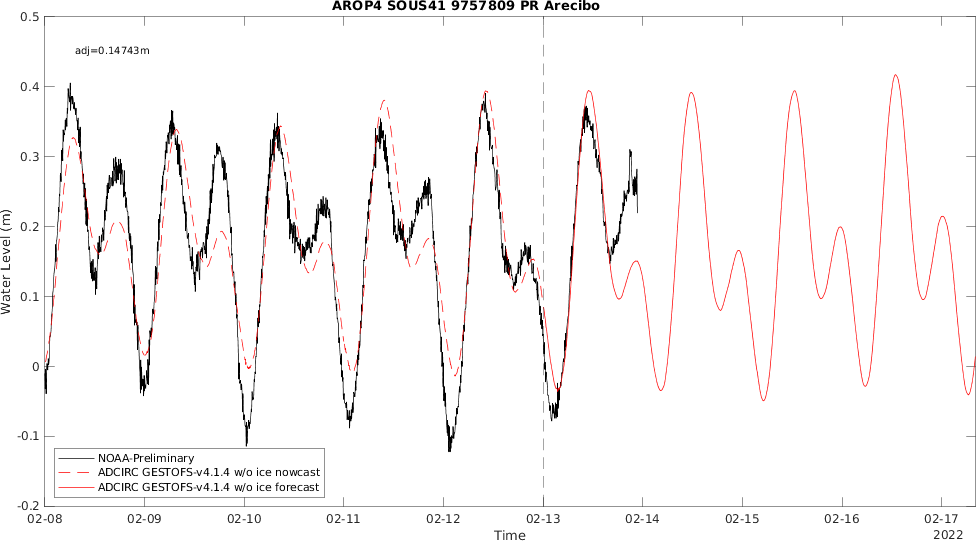 AROP4 SOUS41 9757809 PR Arecibo
adj=0.14743m
0.5
0.4
0.3
0.2
0.1
0
-0.1
-0.2
Water Level (m)
NOAA-Preliminary
ADCIRC GESTOFS-v4.1.4 w/o ice nowcast
ADCIRC GESTOFS-v4.1.4 w/o ice forecast
02-08 02-09 02-10 02-11 02-12 02-13 02-14 02-15 02-16 02-17
Time
2022